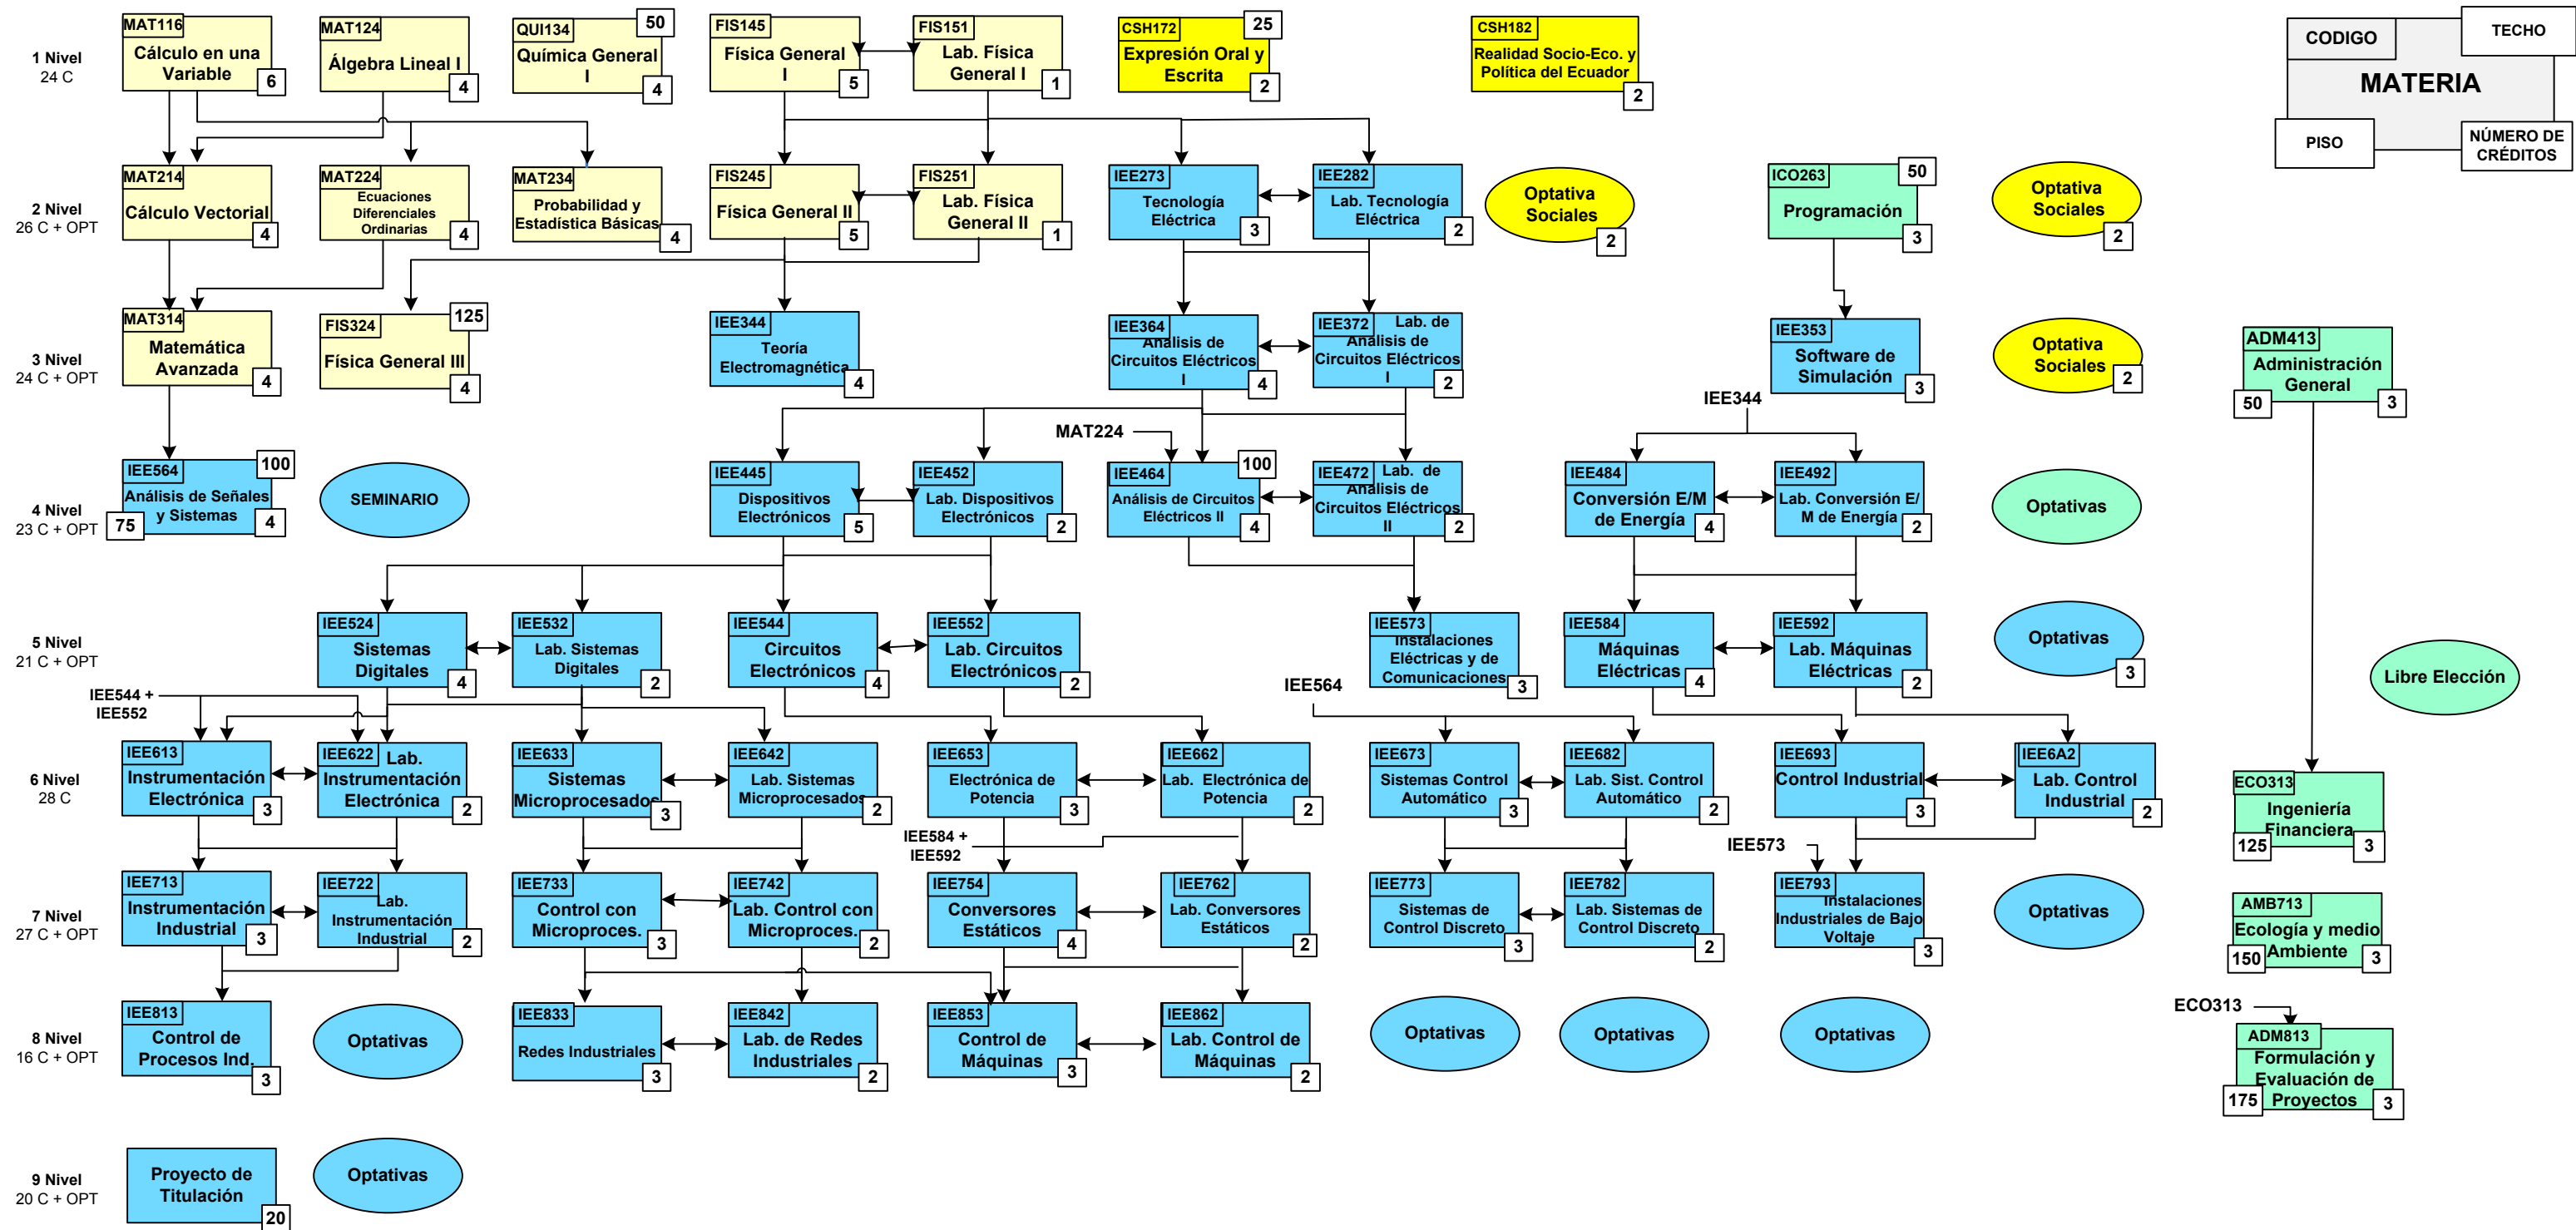 MAT116
Cálculo en una
Variable
6
MAT124
Álgebra Lineal I
4
QUI134
50
Química General
I
4
FIS145
Física General
I
5
FIS151
Lab. Física
General I
1
CSH172
25
Expresión Oral y
Escrita
2
CSH182
Realidad Socio-Eco. y
Política del Ecuador
2
CODIGO
TECHO
MATERIA
PISO
NÚMERO DE
CRÉDITOS
1 Nivel
24 C
2 Nivel
26 C + OPT
MAT214
Cálculo Vectorial
4
MAT224
Ecuaciones
Diferenciales
Ordinarias
4
MAT234
Probabilidad y
Estadística Básicas
4
FIS245
Física General II
5
FIS251
Lab. Física
General II
1
IEE273
Tecnología
Eléctrica
3
IEE282
Lab. Tecnología
Eléctrica
2
Optativa
Sociales
2
ICO263
50
Programación
3
Optativa
Sociales
2
3 Nivel
24 C + OPT
MAT314
Matemática
Avanzada
4
FIS324
125
Física General III
4
IEE344
Teoría
Electromagnética
4
IEE364
Análisis de
Circuitos Eléctricos
I
4
IEE372
Lab. de
Análisis de
Circuitos Eléctricos
I
2
IEE353
Software de
Simulación
3
Optativa
Sociales
2
ADM413
Administración
General
50
3
MAT224
IEE344
4 Nivel
23 C + OPT
IEE564
100
Análisis de Señales
y Sistemas
75
4
SEMINARIO
IEE445
Dispositivos
Electrónicos
5
IEE452
Lab. Dispositivos
Electrónicos
2
IEE464
100
Análisis de Circuitos
Eléctricos II
4
IEE472
Lab. de
Análisis de
Circuitos Eléctricos
II
2
IEE484
Conversión E/M
de Energía
4
IEE492
Lab. Conversión E/
M de Energía
2
Optativas
5 Nivel
21 C + OPT
IEE524
Sistemas
Digitales
4
IEE532
Lab. Sistemas
Digitales
2
IEE544
Circuitos
Electrónicos
4
IEE552
Lab. Circuitos
Electrónicos
2
IEE573
Instalaciones
Eléctricas y de
Comunicaciones
3
IEE584
Máquinas
Eléctricas
4
IEE592
Lab. Máquinas
Eléctricas
2
Optativas
3
Libre Elección
IEE544 +
IEE552
IEE564
6 Nivel
28 C
IEE613
Instrumentación
Electrónica
3
IEE622
Lab.
Instrumentación
Electrónica
2
IEE633
Sistemas
Microprocesados
3
IEE642
Lab. Sistemas
Microprocesados
2
IEE653
Electrónica de
Potencia
3
IEE662
Lab. Electrónica de
Potencia
2
IEE673
Sistemas Control
Automático
3
IEE682
Lab. Sist. Control
Automático
2
IEE693
Control Industrial
3
IEE6A2
Lab. Control
Industrial
2
ECO313
Ingeniería
Financiera
125
3
IEE584 +
IEE592
IEE573
7 Nivel
27 C + OPT
IEE713
Instrumentación
Industrial
3
IEE722
Lab.
Instrumentación
Industrial
2
IEE733
Control con
Microproces.
3
IEE742
Lab. Control con
Microproces.
2
IEE754
Conversores
Estáticos
4
IEE762
Lab. Conversores
Estáticos
2
IEE773
Sistemas de
Control Discreto
3
IEE782
Lab. Sistemas de
Control Discreto
2
IEE793
Instalaciones
Industriales de Bajo
Voltaje
3
Optativas
AMB713
Ecología y medio
Ambiente
150
3
8 Nivel
16 C + OPT
IEE813
Control de
Procesos Ind.
3
Optativas
IEE833
Redes Industriales
3
IEE842
Lab. de Redes
Industriales
2
IEE853
Control de
Máquinas
3
IEE862
Lab. Control de
Máquinas
2
Optativas
Optativas
Optativas
ECO313
ADM813
Formulación y
Evaluación de
Proyectos
175
3
9 Nivel
20 C + OPT
Proyecto de
Titulación
20
Optativas